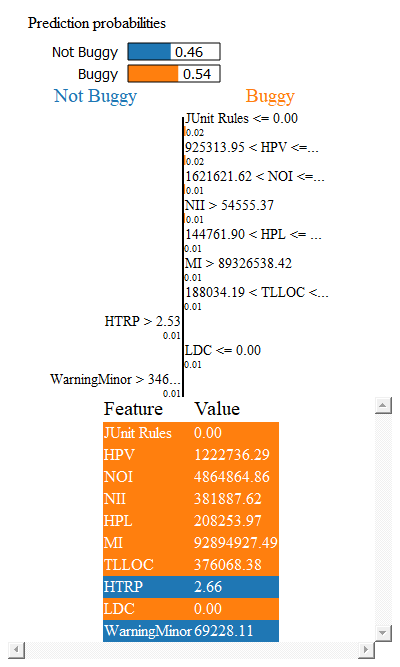 Prediction probabilities
Not Buggy 0.46
Buggy 0.54
Not Buggy Buggy
JUnit Rules <= 0.00
0.02
925313.95 < HPV <=...
0.02
1621621.62 < NOI <=...
0.01
NII > 54555.37
0.01
144761.90 < HPL <= ...
0.01
MI > 89326538.42
0.01
188034.19 < TLLOC <...
0.01
HTRP > 2.53
0.01
LDC <= 0.00
0.01
WarningMinor > 346...
0.01
Feature Value
JUnit Rules 0.00
HPV 1222736.29
NOI 4864864.86
NII 381887.62
HPL 208253.97
MI 92894927.49
TLLOC 376068.38
HTRP 2.66
LDC 0.00
WarningMinor 69228.11